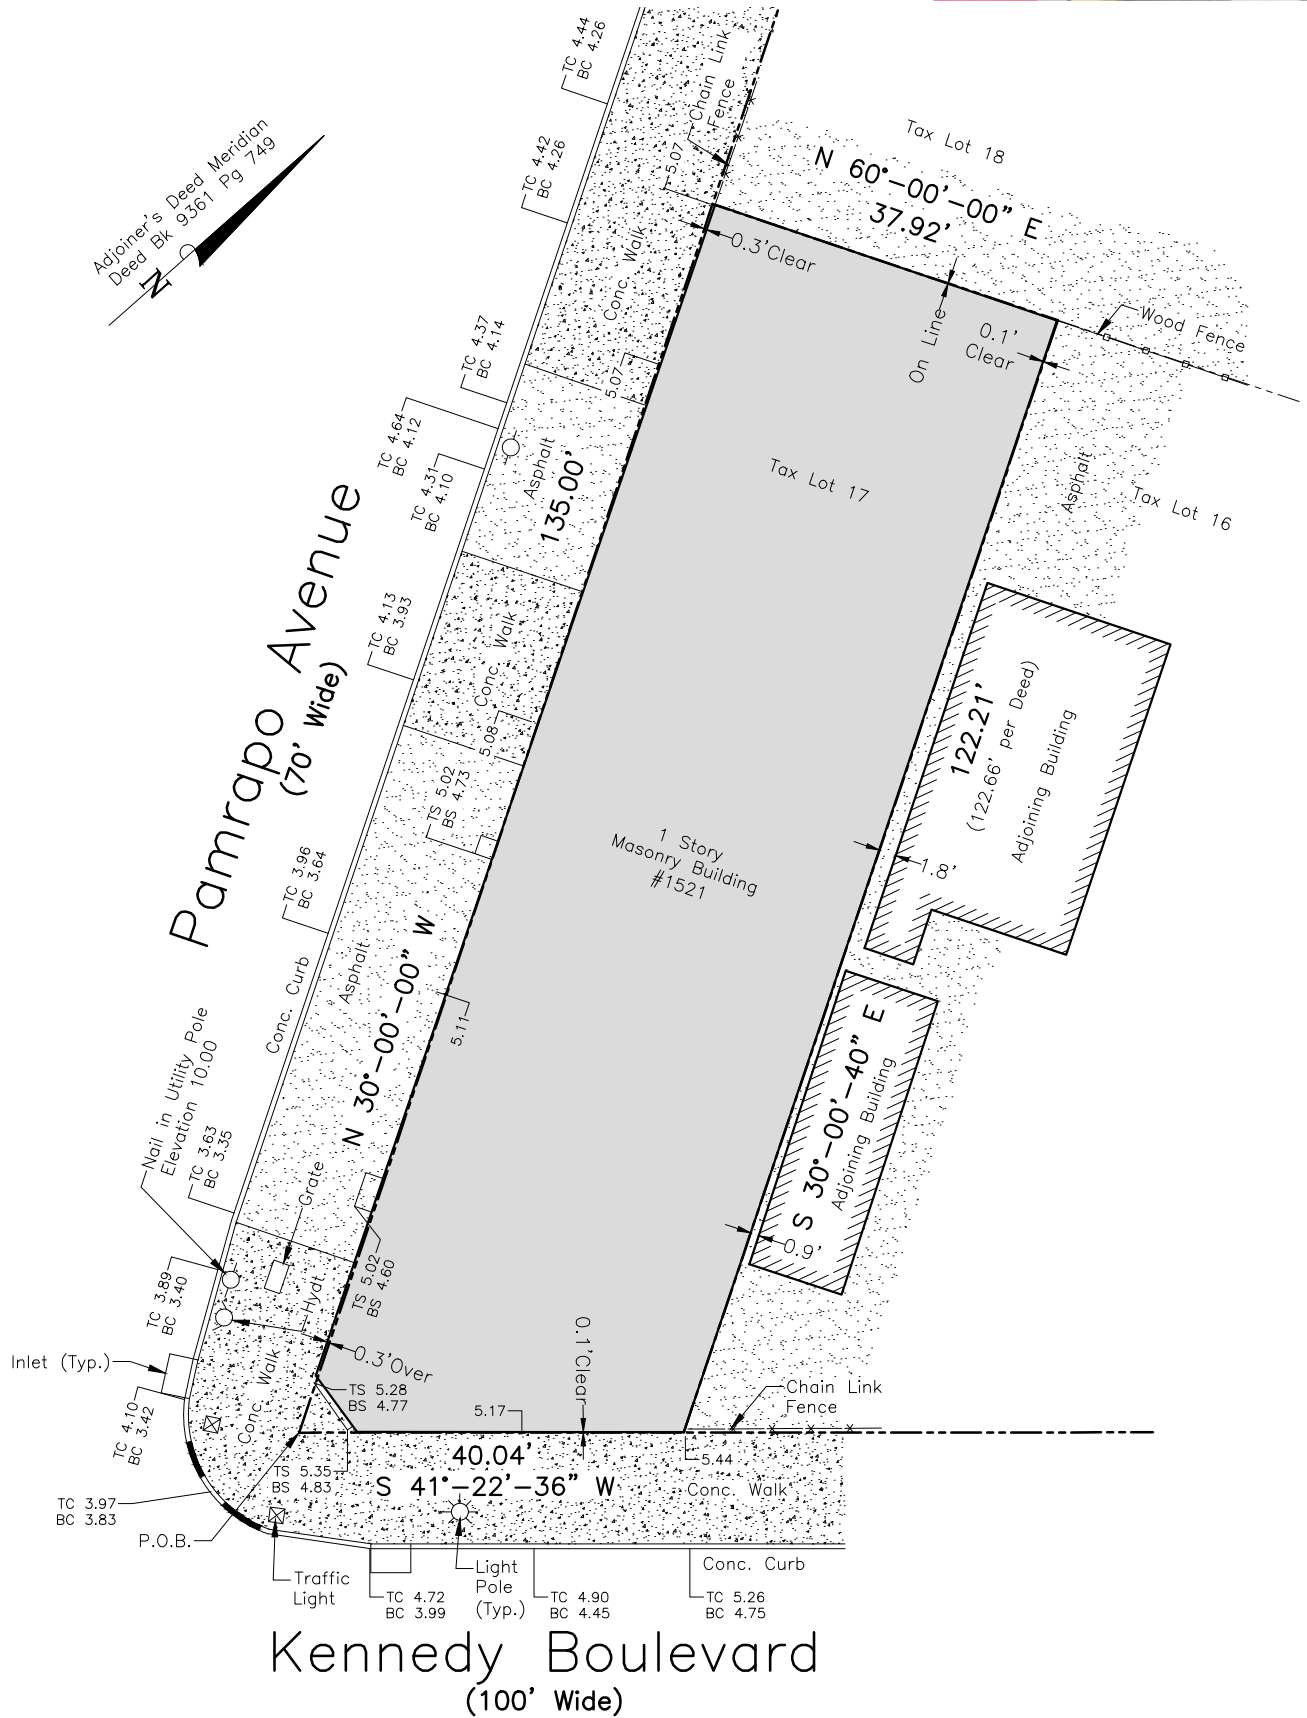 TC 4.44
BC 4.26
Chain Link
Fence
Tax Lot 18
N 60°-00'-00" E
37.92'
Adjoiner's Deed Meridian
Deed Bk 9361 Pg 749
N
TC 4.42
BC 4.26
5.07
0.3'Clear
Conc. Walk
On Line
0.1'
Clear
Wood Fence
TC 4.37
BC 4.14
5.07
TC 4.64
BC 4.12
TC 4.31
BC 4.10
Asphalt
135.00'
Tax Lot 17
Asphalt
Tax Lot 16
Pamrapo Avenue
(70' Wide)
TC 4.13
BC 3.93
Conc. Walk
5.08
TS 5.02
BS 4.73
122.21'
(122.66' per Deed)
Adjoining Building
1 Story
Masonry Building
#1521
1.8'
TC 3.96
BC 3.64
Asphalt
N 30°-00'-00" W
Conc. Curb
5.11
Nail in Utility Pole
Elevation 10.00
TC 3.63
BC 3.35
Grate
S 30°-00'-40" E
Adjoining Building
0.9'
TS 5.02
BS 4.60
TC 3.89
BC 3.40
Hydt
Inlet (Typ.)
Conc. Walk
0.3'Over
0.1'Clear
TS 5.28
BS 4.77
Chain Link
Fence
TC 4.10
BC 3.42
5.17
40.04'
S 41°-22'-36" W
TS 5.35
BS 4.83
5.44
Conc. Walk
TC 3.97
BC 3.83
P.O.B.
Traffic
Light
Light
Pole
(Typ.)
Conc. Curb
TC 4.72
BC 3.99
TC 4.90
BC 4.45
TC 5.26
BC 4.75
Kennedy Boulevard
(100' Wide)